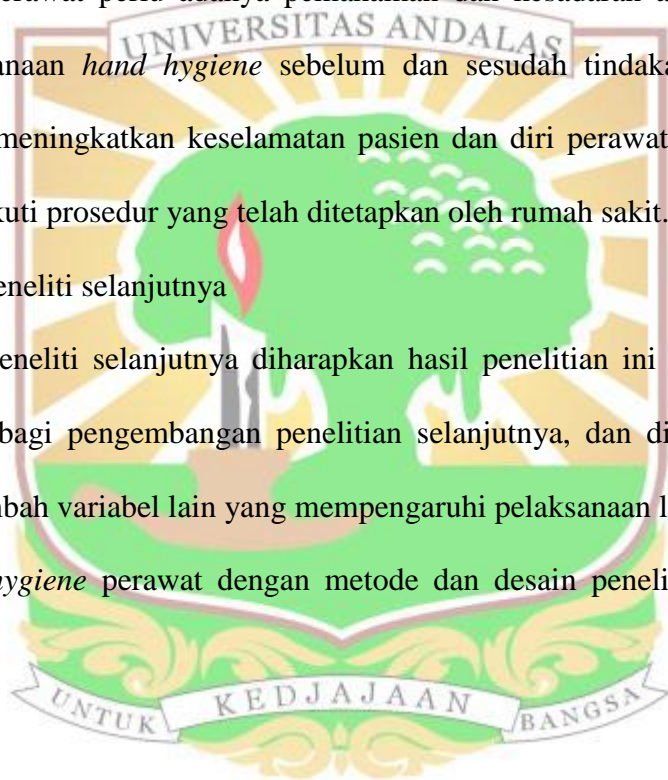 UNIVERSITAS ANDALAS
anaan hand hygiene sebelum dan sesudah tindaka
meningkatkan keselamatan pasien dan diri perawat
kuti prosedur yang telah ditetapkan oleh rumah sakit.
eneliti selanjutnya
eneliti selanjutnya diharapkan hasil penelitian ini
bagi pengembangan penelitian selanjutnya, dan di
bah variabel lain yang mempengaruhi pelaksanaan l
hygiene perawat dengan metode dan desain peneli
UNTUK KEDJAJAAN BANGSA